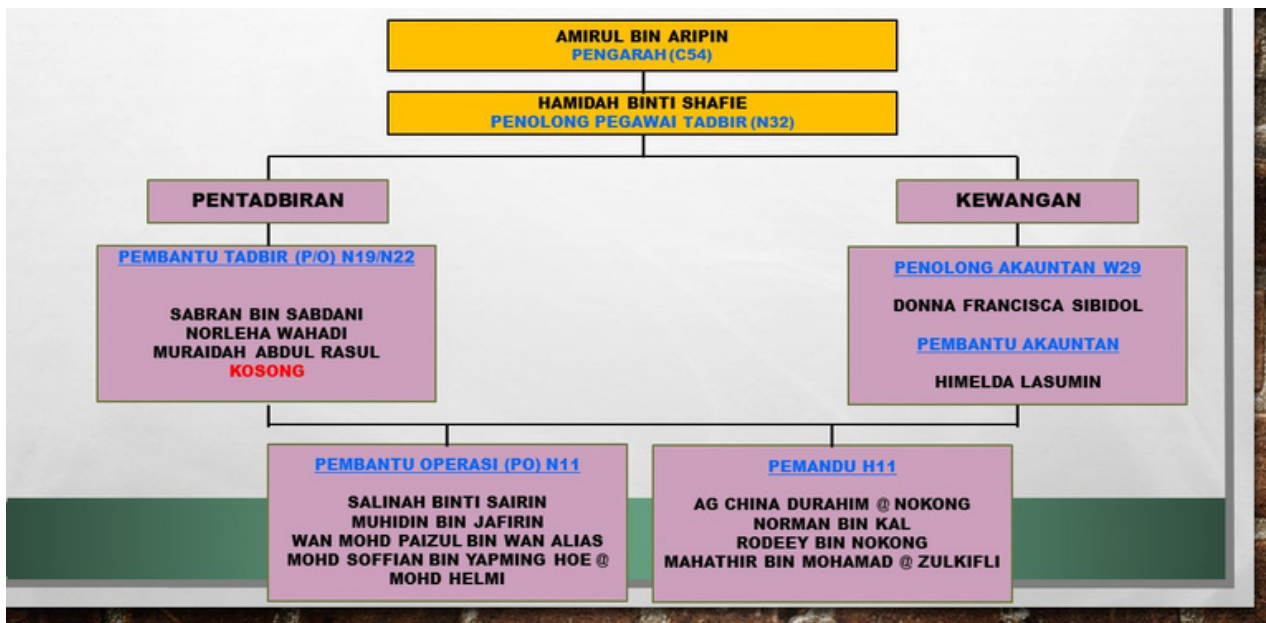 AMIRUL BIN ARIPIN
PENGARAH (C54)
HAMIDAH BINTI SHAFIE
PENOLONG PEGAWAI TADBIR (N32)
PENTADBIRAN
KEWANGAN
PEMBANTU TADBIR (P/O) N19/N22
SABRAN BIN SABDANI
NORLEHA WAHADI
MURAIDAH ABDUL RASUL
KOSONG
PENOLONG AKAUNTAN W29
DONNA FRANCISCA SIBIDOL
PEMBANTU AKAUNTAN
HIMELDA LASUMIN
PEMBANTU OPERASI (PO) N11
SALINAH BINTI SAIRIN
MUHIDIN BIN JAFIRIN
WAN MOHD PAIZUL BIN WAN ALIAS
MOHD SOFFIAN BIN YAPMING HOE @
MOHD HELMI
PEMANDU H11
AG CHINA DURAHIM @ NOKONG
NORMAN BIN KAL
RODEEY BIN NOKONG
MAHATHIR BIN MOHAMAD @ ZULKIFLI